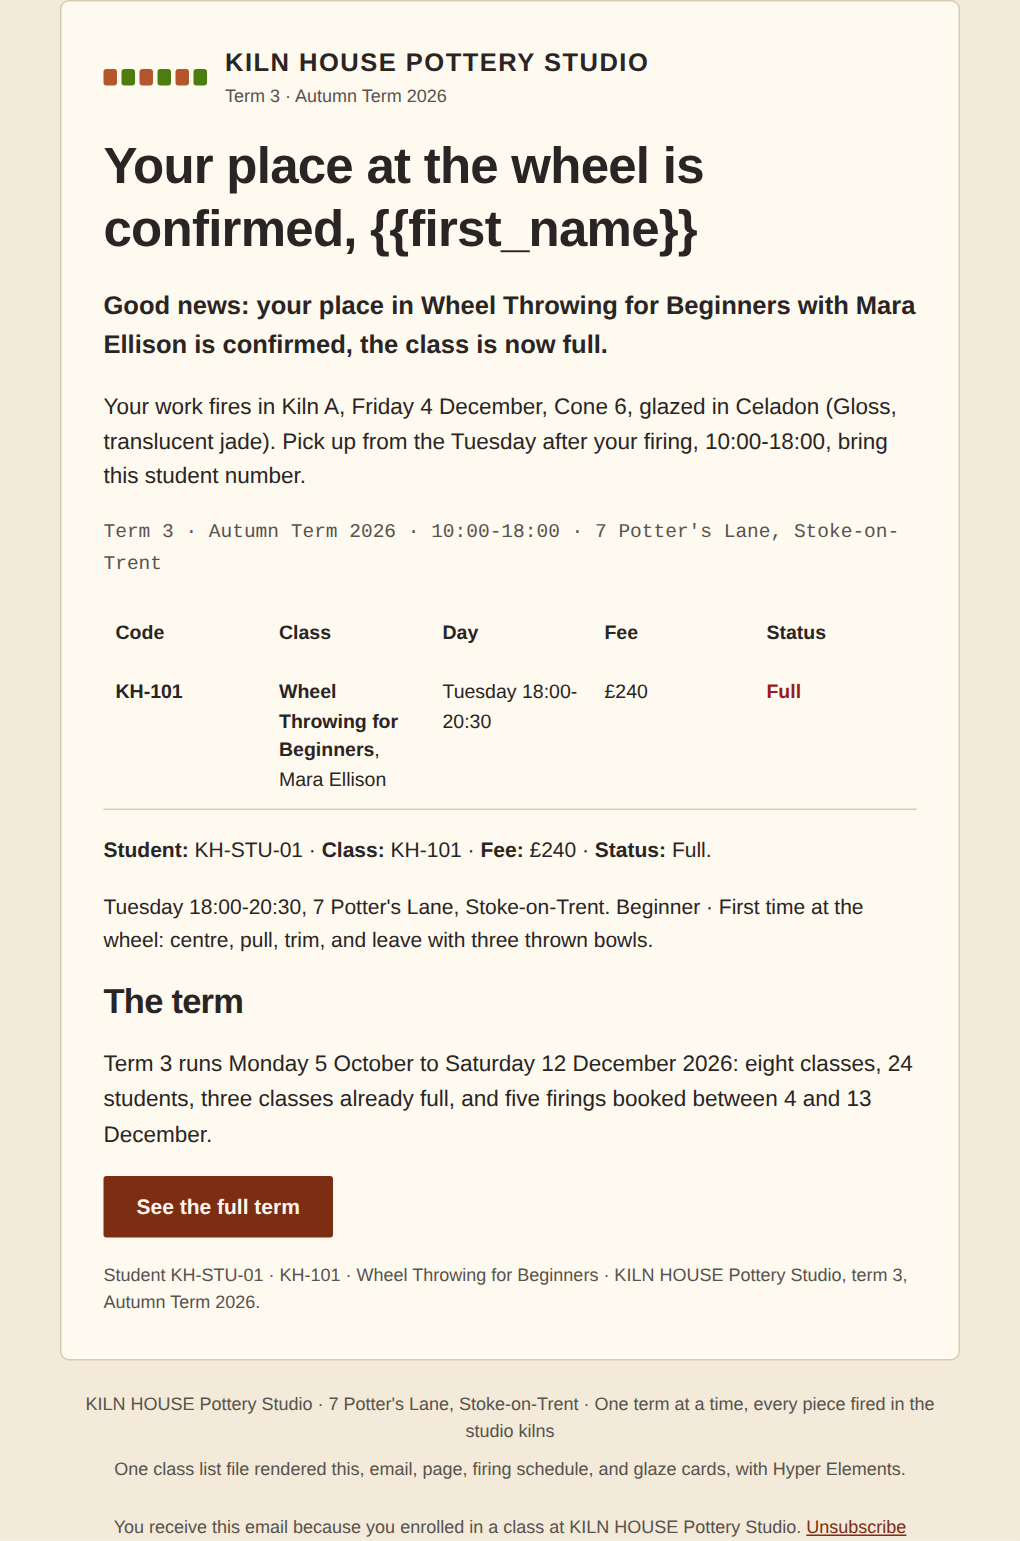 KILN HOUSE POTTERY STUDIO
Term 3 · Autumn Term 2026
Your place at the wheel is
confirmed, {{first_name}}
Good news: your place in Wheel Throwing for Beginners with Mara
Ellison is confirmed, the class is now full.
Your work fires in Kiln A, Friday 4 December, Cone 6, glazed in Celadon (Gloss,
translucent jade). Pick up from the Tuesday after your firing, 10:00-18:00, bring
this student number.
Term 3 · Autumn Term 2026 · 10:00-18:00 · 7 Potter's Lane, Stoke-on-
Trent
Code Class Day Fee Status
KH-101 Wheel Tuesday 18:00- £240 Full
Throwing for 20:30
Beginners,
Mara Ellison
Student: KH-STU-01 · Class: KH-101 · Fee: £240 · Status: Full.
Tuesday 18:00-20:30, 7 Potter's Lane, Stoke-on-Trent. Beginner · First time at the
wheel: centre, pull, trim, and leave with three thrown bowls.
The term
Term 3 runs Monday 5 October to Saturday 12 December 2026: eight classes, 24
students, three classes already full, and five firings booked between 4 and 13
December.
See the full term
Student KH-STU-01 · KH-101 · Wheel Throwing for Beginners · KILN HOUSE Pottery Studio, term 3,
Autumn Term 2026.
KILN HOUSE Pottery Studio · 7 Potter's Lane, Stoke-on-Trent · One term at a time, every piece fired in the
studio kilns
One class list file rendered this, email, page, firing schedule, and glaze cards, with Hyper Elements.
You receive this email because you enrolled in a class at KILN HOUSE Pottery Studio. Unsubscribe